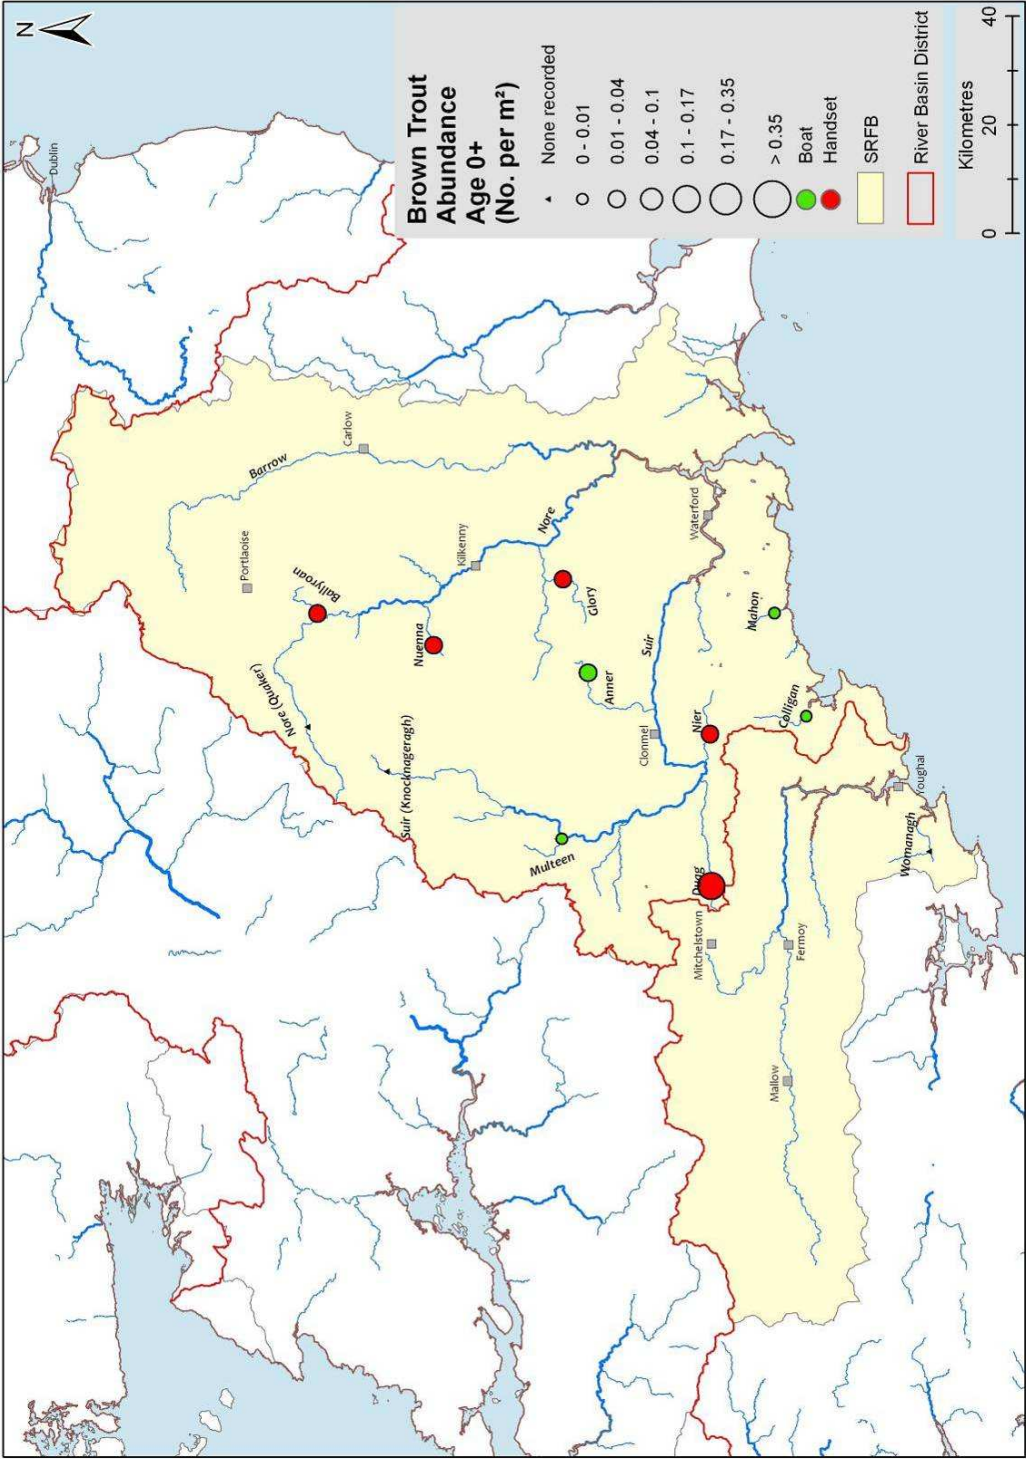 N
Dublin
Brown Trout
Abundance
Age 0+
(No. per m²)
None recorded
0 - 0.01
0.01 - 0.04
0.04 - 0.1
0.1 - 0.17
0.17 - 0.35
> 0.35
Boat
Handset
SRFB
River Basin District
Kilometres
0 20 40
Portlaoise
Carlow
Barrow
Ballyroan
Nore (Quaker)
Nuenna
Kilkenny
Nore
Suir (Knocknageragh)
Glory
Anner
Multeen
Suir
Clonmel
Waterford
Nier
Mahon
Colligan
Duag
Mitchelstown
Fermoy
Mallow
Youghal
Womanagh